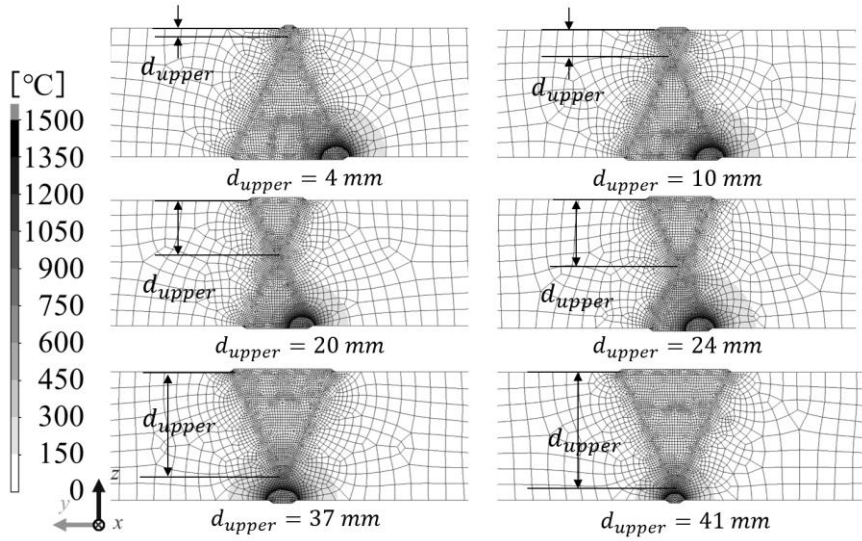 [°C]
1500
1350
1200
1050
900
750
600
450
300
150
0
z
y
x
d_upper
d_upper = 4 mm
d_upper
d_upper = 10 mm
d_upper
d_upper = 20 mm
d_upper
d_upper = 24 mm
d_upper
d_upper = 37 mm
d_upper
d_upper = 41 mm